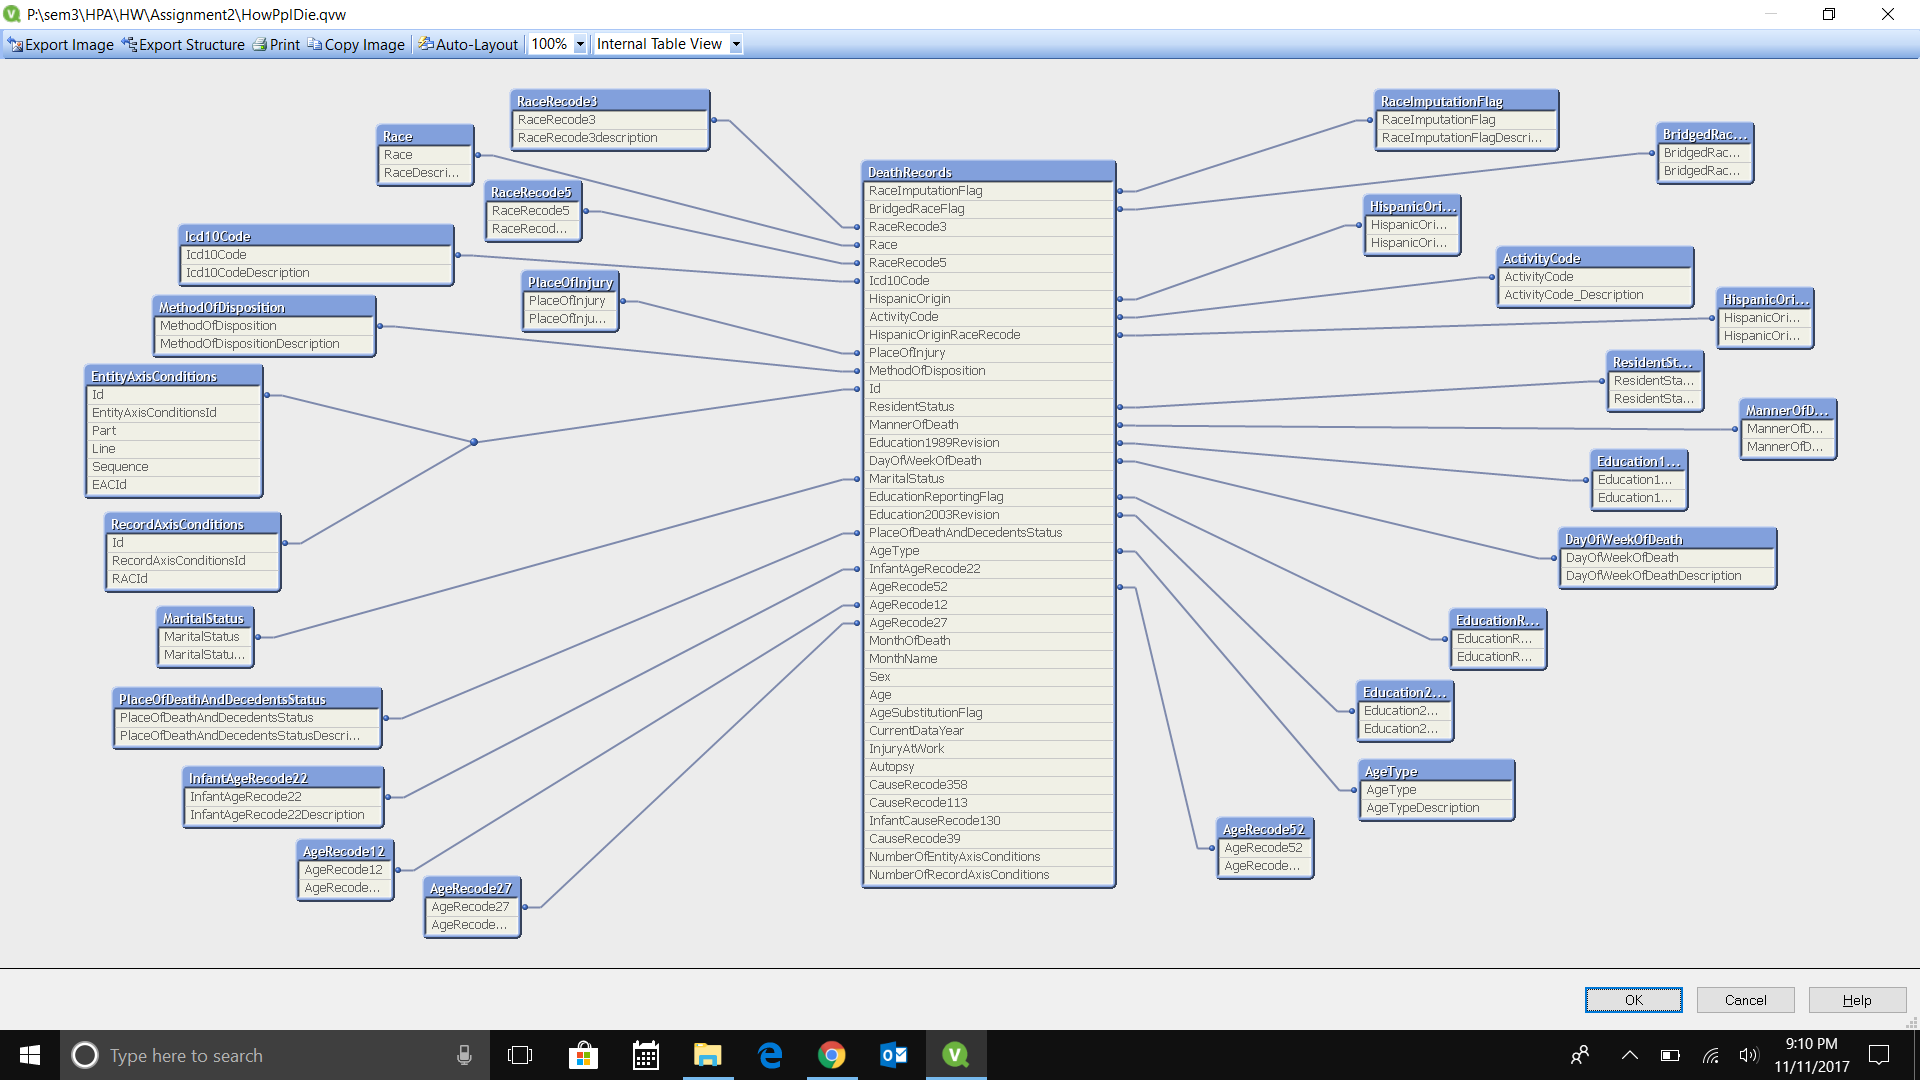 P:\sem3\HPA\HW\Assignment2\HowPplDie.qvw
Export Image Export Structure Print Copy Image Auto-Layout 100% Internal Table View
RaceRecode3
RaceRecode3
RaceRecode3description
Race
Race
RaceDescri...
RaceRecode5
RaceRecode5
RaceRecod...
Icd10Code
Icd10Code
Icd10CodeDescription
PlaceOfInjury
PlaceOfInjury
PlaceOfInju...
MethodOfDisposition
MethodOfDisposition
MethodOfDispositionDescription
EntityAxisConditions
Id
EntityAxisConditionsId
Part
Line
Sequence
EACId
RecordAxisConditions
Id
RecordAxisConditionsId
RACId
MaritalStatus
MaritalStatus
MaritalStatu...
PlaceOfDeathAndDecedentsStatus
PlaceOfDeathAndDecedentsStatus
PlaceOfDeathAndDecedentsStatusDescri...
InfantAgeRecode22
InfantAgeRecode22
InfantAgeRecode22Description
AgeRecode12
AgeRecode12
AgeRecode...
AgeRecode27
AgeRecode27
AgeRecode...
DeathRecords
RaceImputationFlag
BridgedRaceFlag
RaceRecode3
Race
RaceRecode5
Icd10Code
HispanicOrigin
ActivityCode
HispanicOriginRaceRecode
PlaceOfInjury
MethodOfDisposition
Id
ResidentStatus
MannerOfDeath
Education1989Revision
DayOfWeekOfDeath
MaritalStatus
EducationReportingFlag
Education2003Revision
PlaceOfDeathAndDecedentsStatus
AgeType
InfantAgeRecode22
AgeRecode52
AgeRecode12
AgeRecode27
MonthOfDeath
MonthName
Sex
Age
AgeSubstitutionFlag
CurrentDataYear
InjuryAtWork
Autopsy
CauseRecode358
CauseRecode113
InfantCauseRecode130
CauseRecode39
NumberOfEntityAxisConditions
NumberOfRecordAxisConditions
RaceImputationFlag
RaceImputationFlag
RaceImputationFlagDescri...
BridgedRac...
BridgedRac...
BridgedRac...
HispanicOri...
HispanicOri...
HispanicOri...
ActivityCode
ActivityCode
ActivityCode_Description
HispanicOri...
HispanicOri...
HispanicOri...
ResidentSt...
ResidentSta...
ResidentSta...
MannerOfD...
MannerOfD...
MannerOfD...
Education1...
Education1...
Education1...
DayOfWeekOfDeath
DayOfWeekOfDeath
DayOfWeekOfDeathDescription
EducationR...
EducationR...
EducationR...
Education2...
Education2...
Education2...
AgeType
AgeType
AgeTypeDescription
AgeRecode52
AgeRecode52
AgeRecode...
OK Cancel Help
Type here to search
9:10 PM
11/11/2017